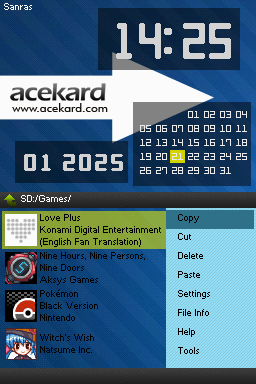 Sanras
14:25
acekard
www.acekard.com
01 02 03 04
05 06 07 08 09 10 11
12 13 14 15 16 17 18
19 20 21 22 23 24 25
26 27 28 29 30 31
01 2025
SD:/Games/
Love Plus
Konami Digital Entertainment
(English Fan Translation)
Nine Hours, Nine Persons,
Nine Doors
Aksys Games
Pokémon
Black Version
Nintendo
Witch's Wish
Natsume Inc.
Copy
Cut
Delete
Paste
Settings
File Info
Help
Tools